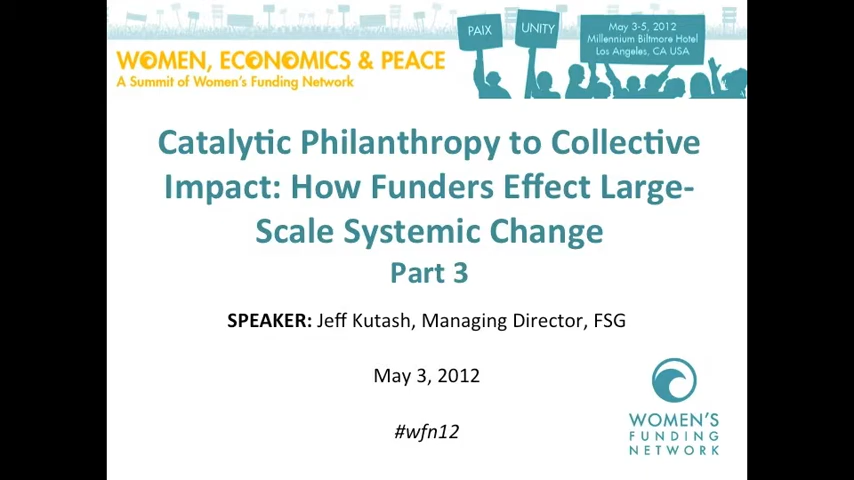 WOMEN, ECONOMICS & PEACE
A Summit of Women's Funding Network
PAIX
UNITY
May 3-5, 2012
Millennium Biltmore Hotel
Los Angeles, CA USA
Catalytic Philanthropy to Collective
Impact: How Funders Effect Large-
Scale Systemic Change
Part 3
SPEAKER: Jeff Kutash, Managing Director, FSG
May 3, 2012
#wfn12
WOMEN'S
FUNDING
NETWORK